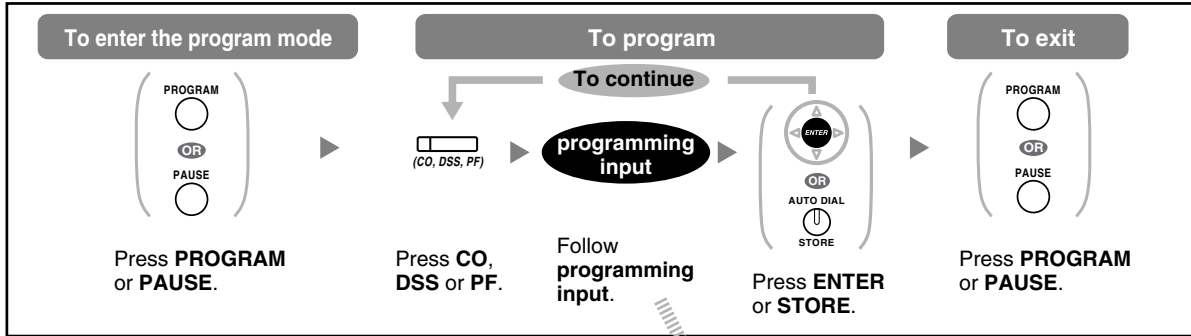 To enter the program mode
To program
To exit
To continue
PROGRAM
OR
PAUSE
(CO, DSS, PF)
programming
input
ENTER
OR
AUTO DIAL
STORE
PROGRAM
OR
PAUSE
Press PROGRAM
or PAUSE.
Press CO,
DSS or PF.
Follow
programming
input.
Press ENTER
or STORE.
Press PROGRAM
or PAUSE.